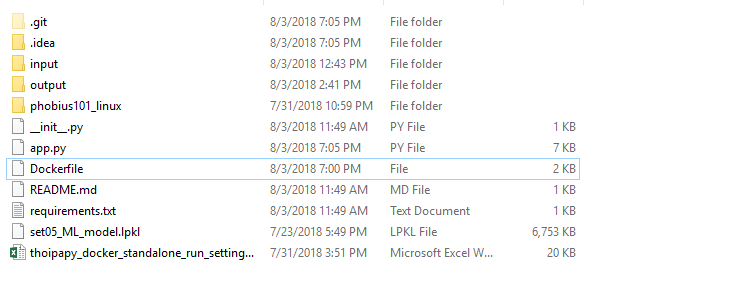 .git 8/3/2018 7:05 PM File folder
.idea 8/3/2018 7:05 PM File folder
input 8/3/2018 12:43 PM File folder
output 8/3/2018 2:41 PM File folder
phobius101_linux 7/31/2018 10:59 PM File folder
__init__.py 8/3/2018 11:49 AM PY File 1 KB
app.py 8/3/2018 7:05 PM PY File 7 KB
Dockerfile 8/3/2018 7:00 PM File 2 KB
README.md 8/3/2018 11:49 AM MD File 1 KB
requirements.txt 8/3/2018 11:49 AM Text Document 1 KB
set05_ML_model.lpkl 7/23/2018 5:49 PM LPKL File 6,753 KB
thoipapy_docker_standalone_run_setting... 7/31/2018 3:51 PM Microsoft Excel W... 20 KB